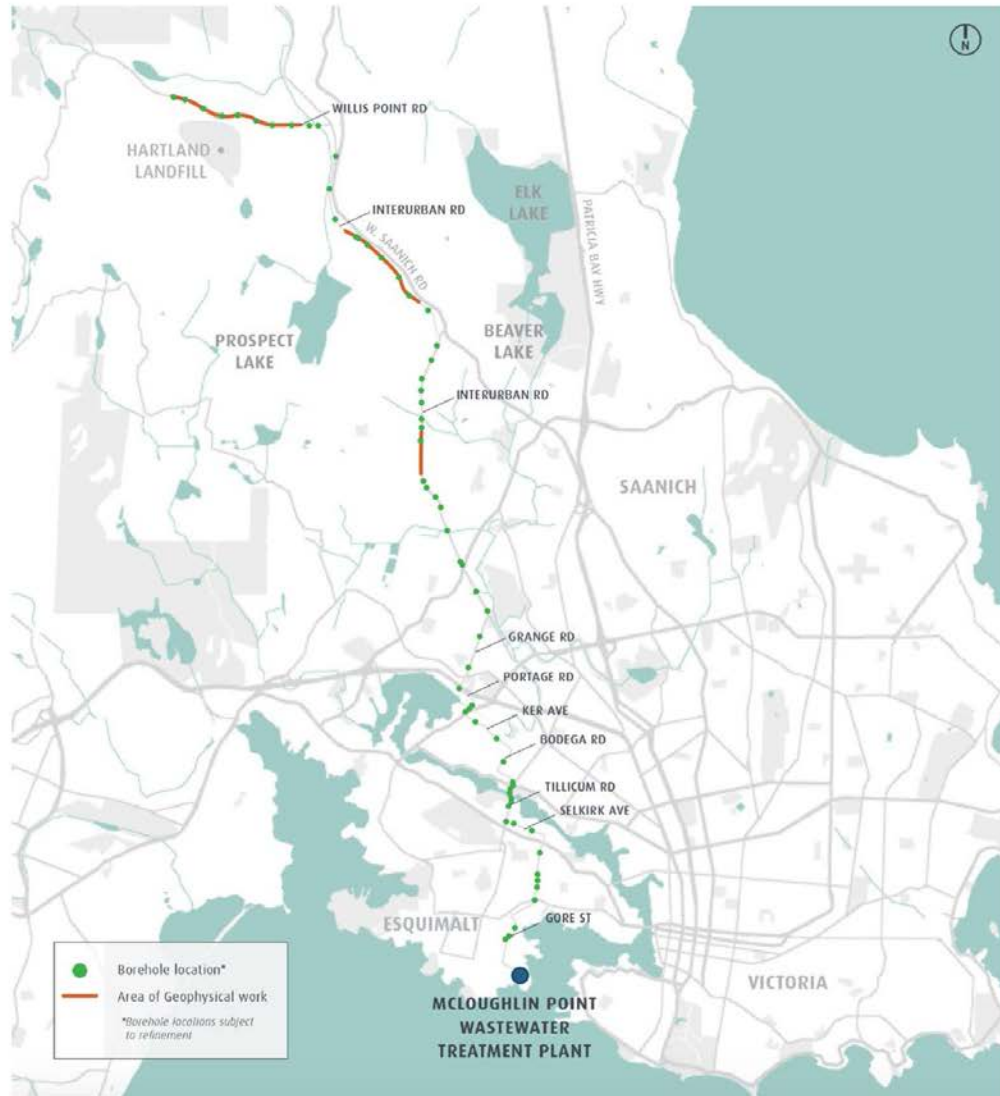 N
WILLIS POINT RD
HARTLAND
LANDFILL
ELK
LAKE
INTERURBAN RD
PATRICIA BAY HWY
W. SAANICH RD
PROSPECT
LAKE
BEAVER
LAKE
INTERURBAN RD
SAANICH
GRANGE RD
PORTAGE RD
KER AVE
BODEGA RD
TILLICUM RD
SELKIRK AVE
ESQUIMALT
GORE ST
VICTORIA
MCLOUGHLIN POINT
WASTEWATER
TREATMENT PLANT
Borehole location*
Area of Geophysical work
*Borehole locations subject
to refinement